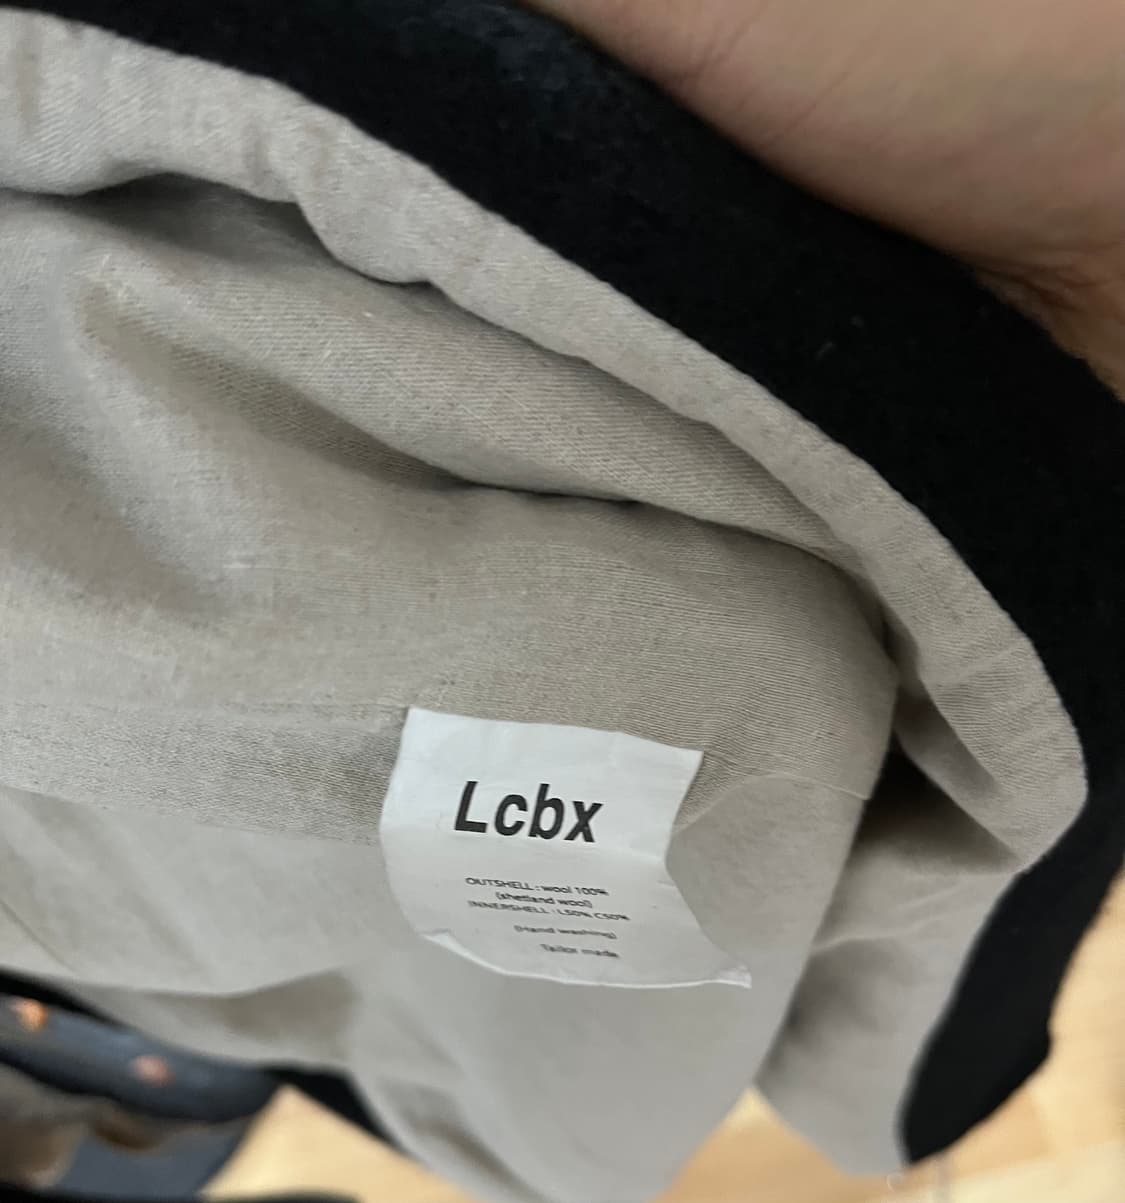 Lcbx
OUTSHELL : wool 100%
(shetland wool)
INNERSHELL : L50% C50%
(Hand washing)
Tailor made